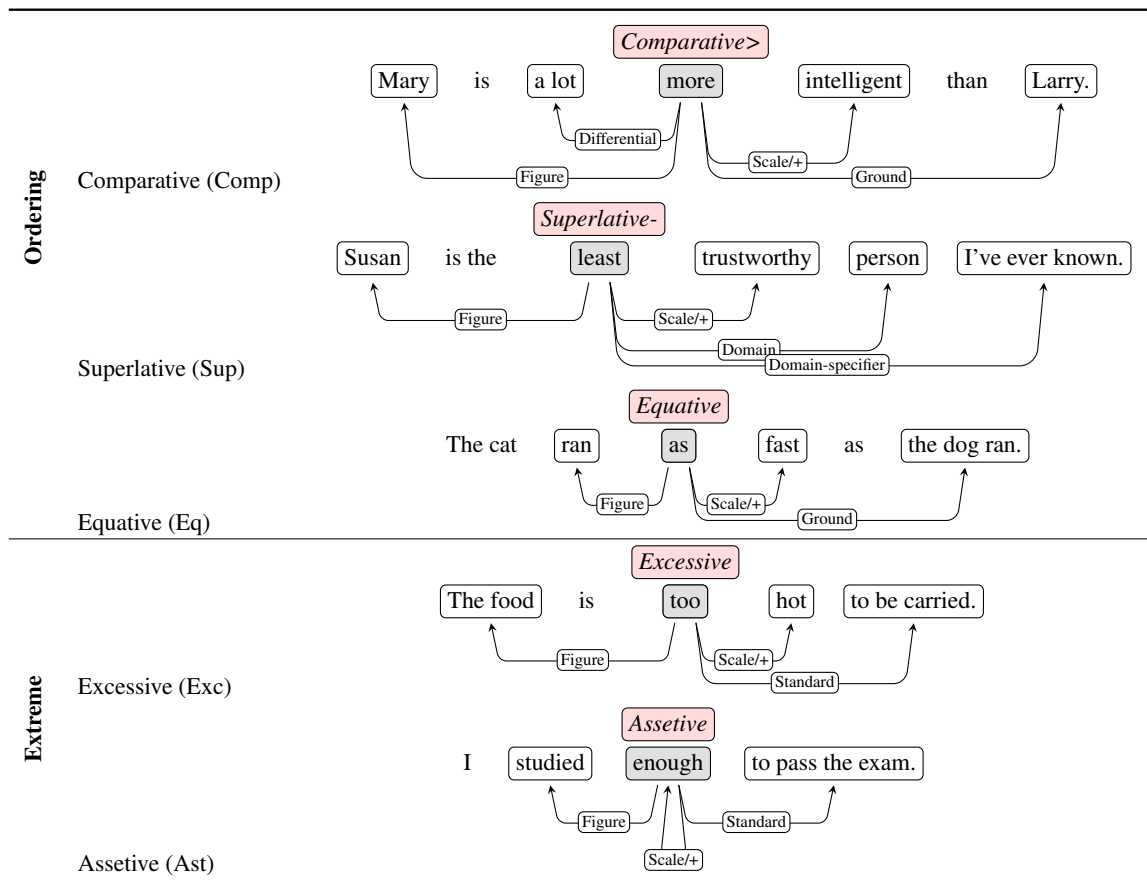 Comparative>
Mary is a lot more intelligent than Larry.
Differential
Scale/+
Figure Ground
Comparative (Comp)
Ordering
Superlative-
Susan is the least trustworthy person I've ever known.
Figure Scale/+
Domain
Domain-specifier
Superlative (Sup)
Equative
The cat ran as fast as the dog ran.
Figure Scale/+
Ground
Equative (Eq)
Excessive
The food is too hot to be carried.
Figure Scale/+
Standard
Excessive (Exc)
Extreme
Assetive
I studied enough to pass the exam.
Figure Standard
Scale/+
Assetive (Ast)